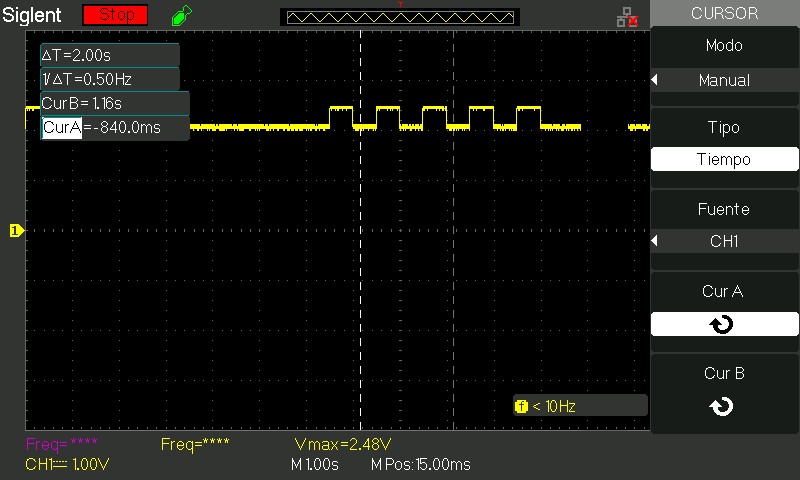 Siglent Stop CURSOR
Modo
Manual
Tipo
Tiempo
Fuente
CH1
Cur A
Cur B
ΔT=2.00s
1/ΔT=0.50Hz
CurB=1.16s
CurA=-840.0ms
1
f < 10Hz
Freq=**** Freq=**** Vmax=2.48V
CH1 1.00V M 1.00s M Pos:15.00ms